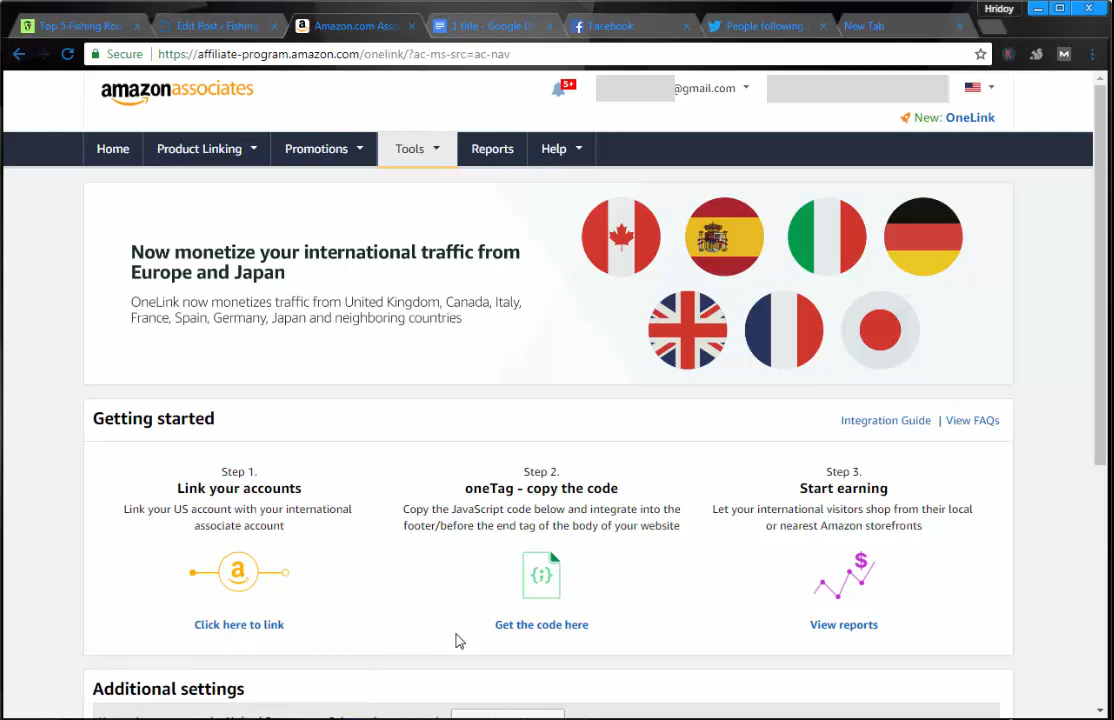 Hriday
Top 5 Fishing Rou
Edit Post ‹ Fishing
Amazon.com Asso
1 title - Google D
Facebook
People following
New Tab
Secure
https://affiliate-program.amazon.com/onelink/?ac-ms-src=ac-nav
amazonassociates
5+
@gmail.com
New: OneLink
Home
Product Linking
Promotions
Tools
Reports
Help
Now monetize your international traffic from
Europe and Japan
OneLink now monetizes traffic from United Kingdom, Canada, Italy,
France, Spain, Germany, Japan and neighboring countries
Getting started
Integration Guide | View FAQs
Step 1.
Link your accounts
Link your US account with your international
associate account
Click here to link
Step 2.
oneTag - copy the code
Copy the JavaScript code below and integrate into the
footer/before the end tag of the body of your website
Get the code here
Step 3.
Start earning
Let your international visitors shop from their local
or nearest Amazon storefronts
View reports
Additional settings